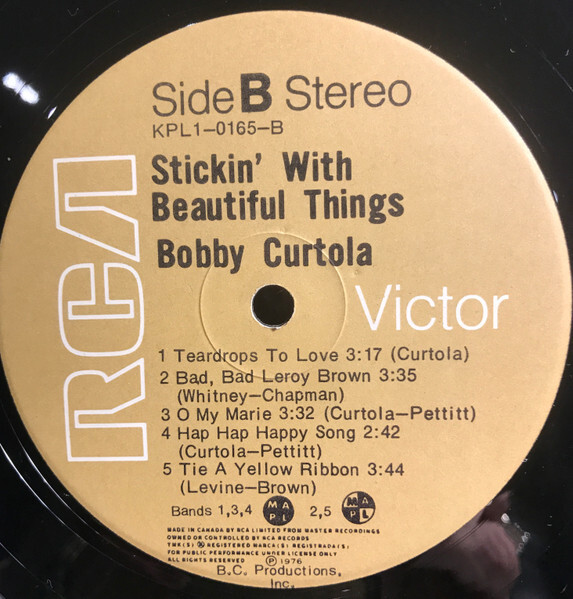 Side B Stereo
KPL1-0165-B
Stickin' With
Beautiful Things
Bobby Curtola
RCA
Victor
1 Teardrops To Love 3:17 (Curtola)
2 Bad, Bad Leroy Brown 3:35
(Whitney-Chapman)
3 O My Marie 3:32 (Curtola-Pettitt)
4 Hap Hap Happy Song 2:42
(Curtola-Pettitt)
5 Tie A Yellow Ribbon 3:44
(Levine-Brown)
Bands 1,3,4 MAPL 2,5 MAPL
MADE IN CANADA BY RCA LIMITED FROM MASTER RECORDINGS
OWNED OR CONTROLLED BY RCA RECORDS
TMK(S) ® REGISTERED MARCA(S) REGISTRADA(S)
FOR PUBLIC PERFORMANCE UNDER LICENSE ONLY
ALL RIGHTS RESERVED ℗ 1976
B.C. Productions,
Inc.